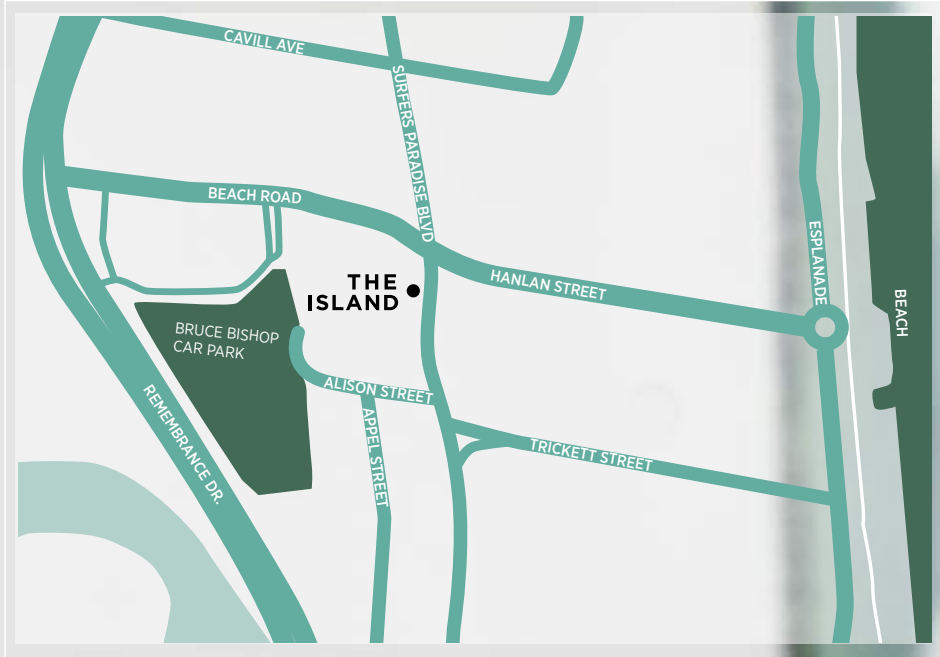 CAVILL AVE
SURFERS PARADISE BLVD
BEACH ROAD
ESPLANADE
HANLAN STREET
THE
ISLAND
BEACH
BRUCE BISHOP
CAR PARK
ALISON STREET
REMEMBRANCE DR.
APPEL STREET
TRICKETT STREET